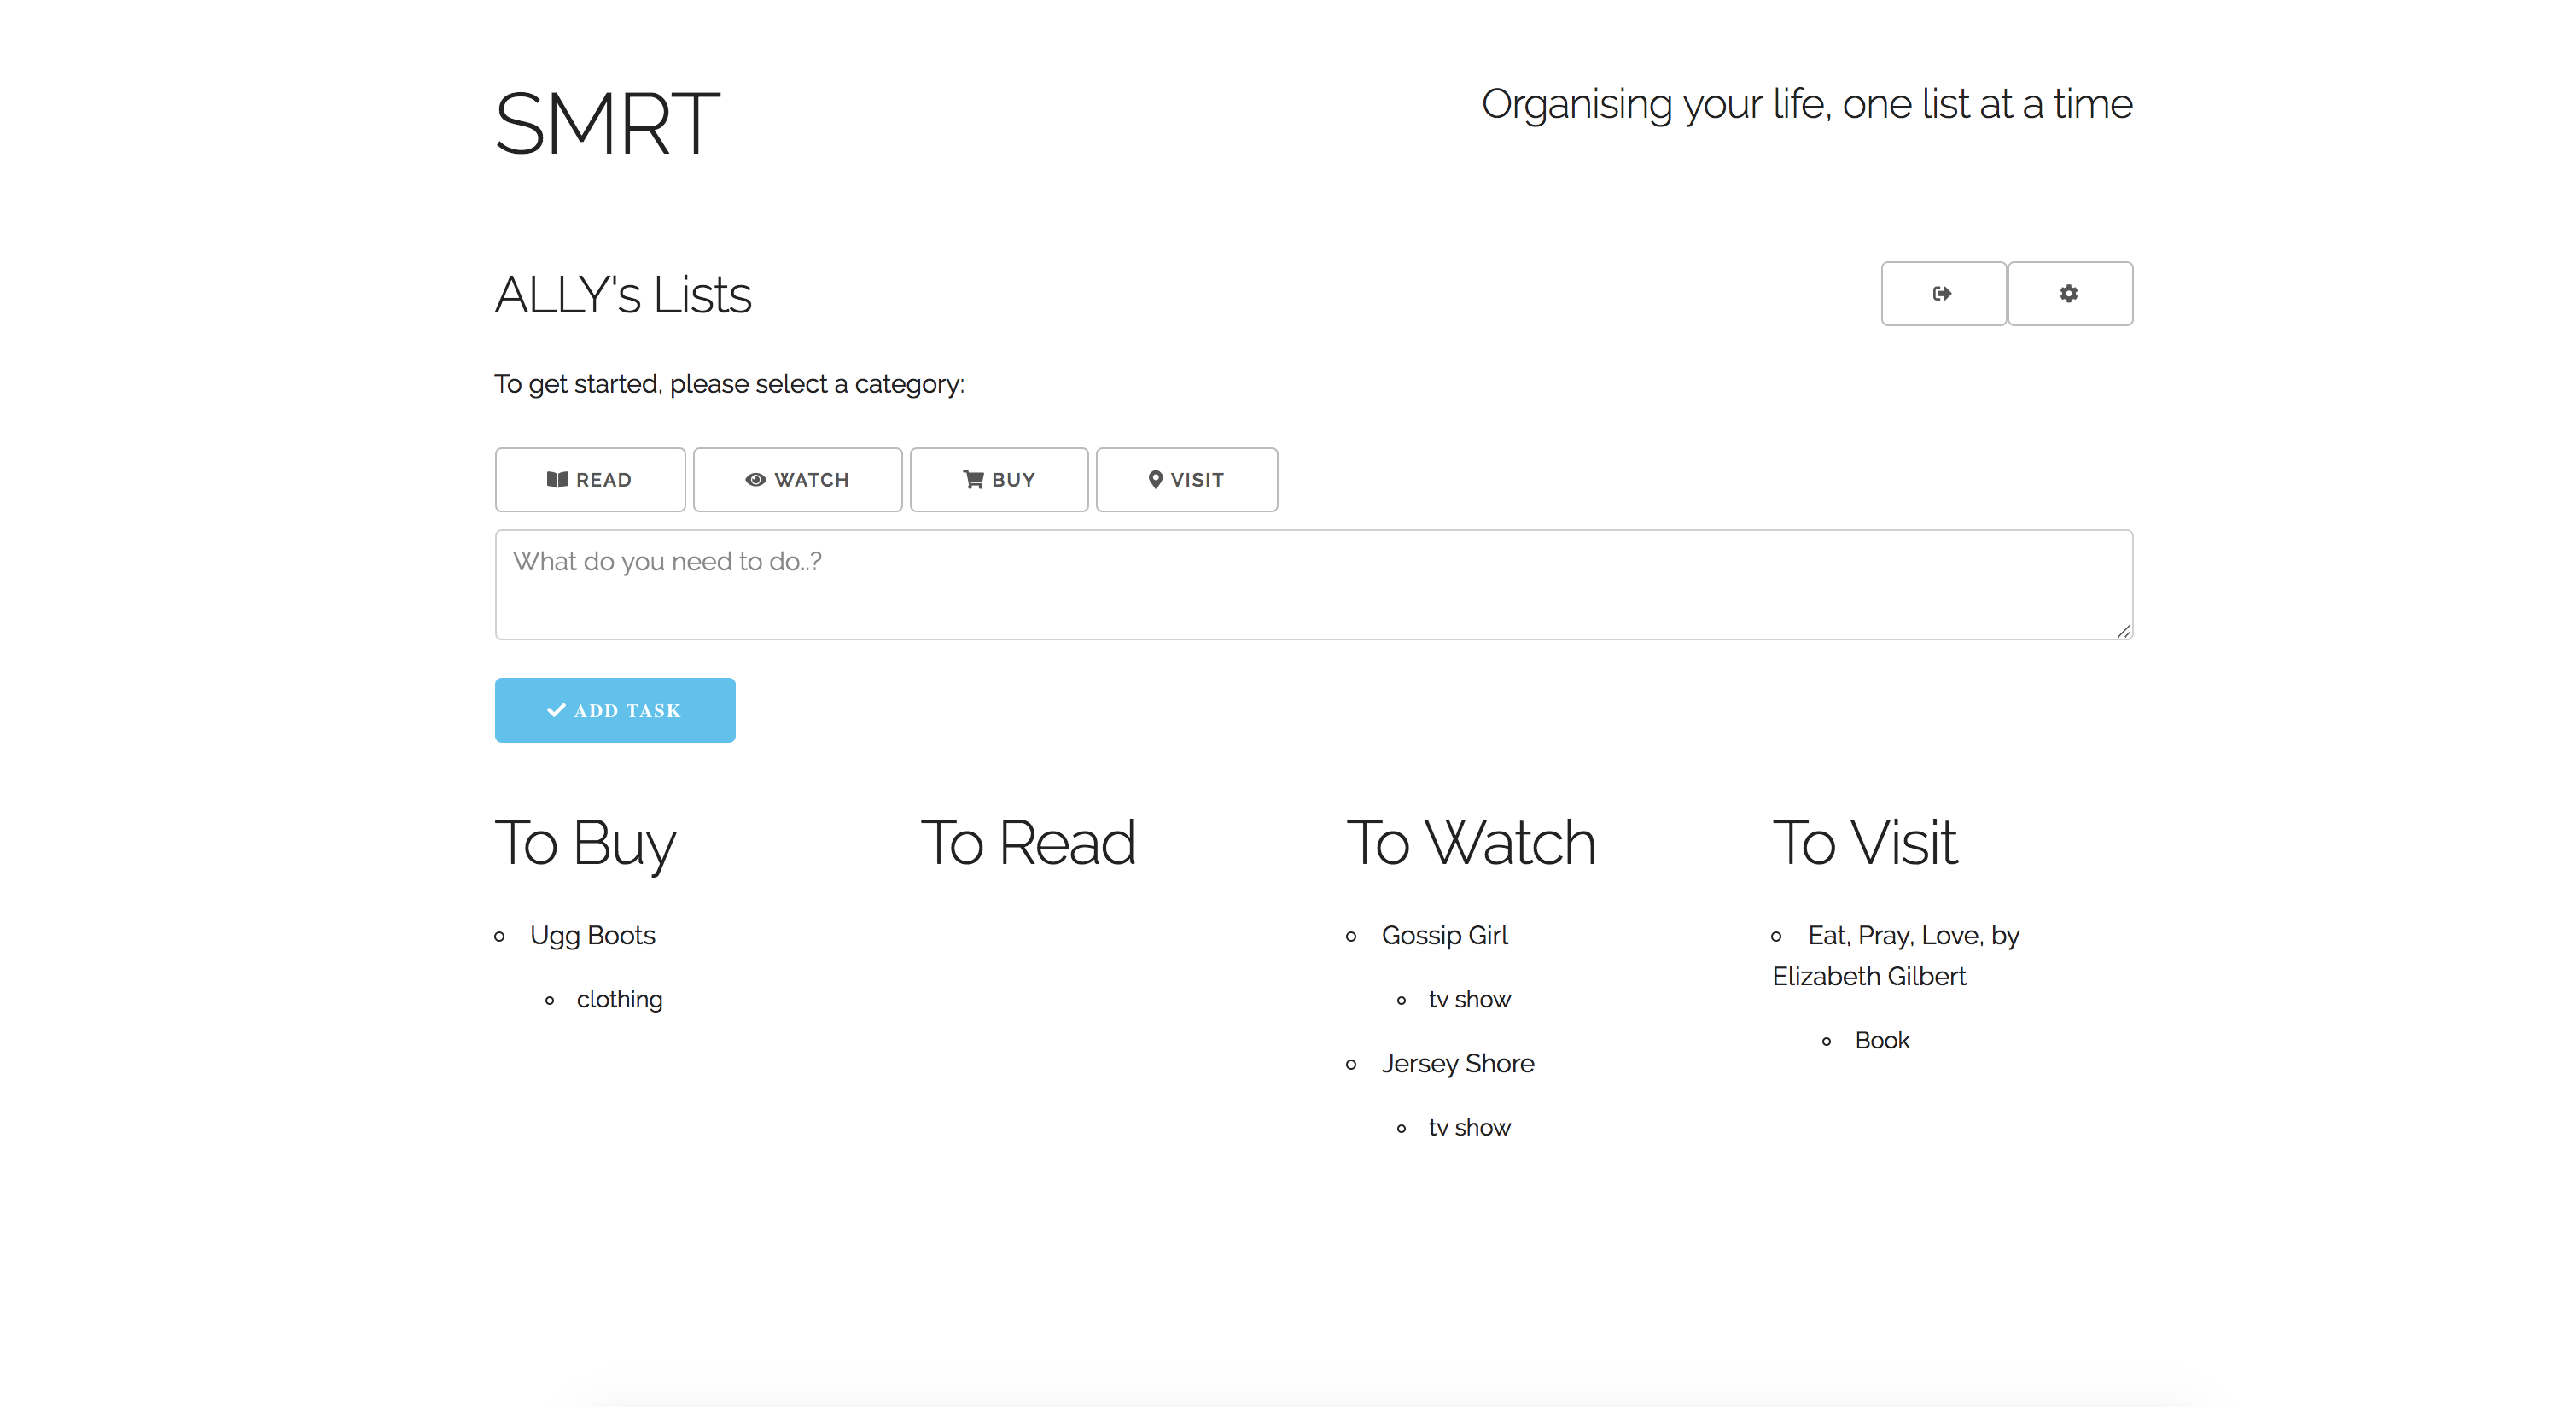 SMRT
Organising your life, one list at a time
ALLY's Lists
To get started, please select a category:
READ
WATCH
BUY
VISIT
What do you need to do..?
ADD TASK
To Buy
Ugg Boots
clothing
To Read
To Watch
Gossip Girl
tv show
Jersey Shore
tv show
To Visit
Eat, Pray, Love, by
Elizabeth Gilbert
Book